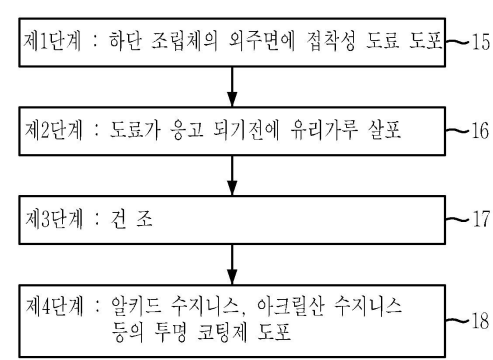 제1단계 : 하단 조립체의 외주면에 접착성 도료 도포 15
제2단계 : 도료가 응고 되기전에 유리가루 살포 16
제3단계 : 건 조 17
제4단계 : 알키드 수지니스, 아크릴산 수지니스
등의 투명 코팅제 도포 18